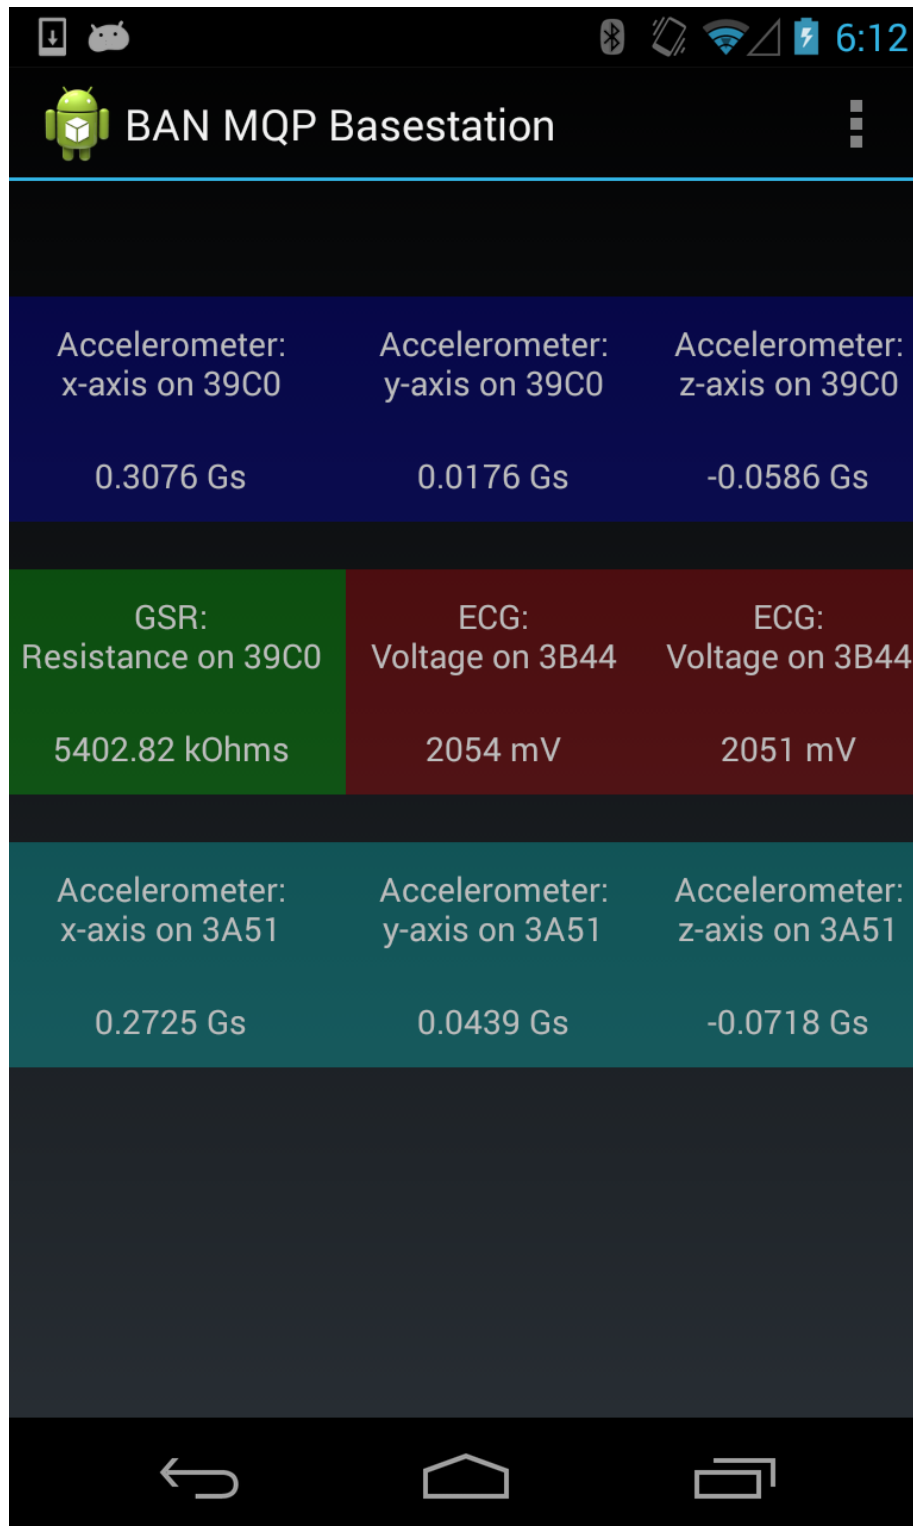 6:12
BAN MQP Basestation
Accelerometer:
x-axis on 39C0
Accelerometer:
y-axis on 39C0
Accelerometer:
z-axis on 39C0
0.3076 Gs
0.0176 Gs
-0.0586 Gs
GSR:
Resistance on 39C0
ECG:
Voltage on 3B44
ECG:
Voltage on 3B44
5402.82 kOhms
2054 mV
2051 mV
Accelerometer:
x-axis on 3A51
Accelerometer:
y-axis on 3A51
Accelerometer:
z-axis on 3A51
0.2725 Gs
0.0439 Gs
-0.0718 Gs